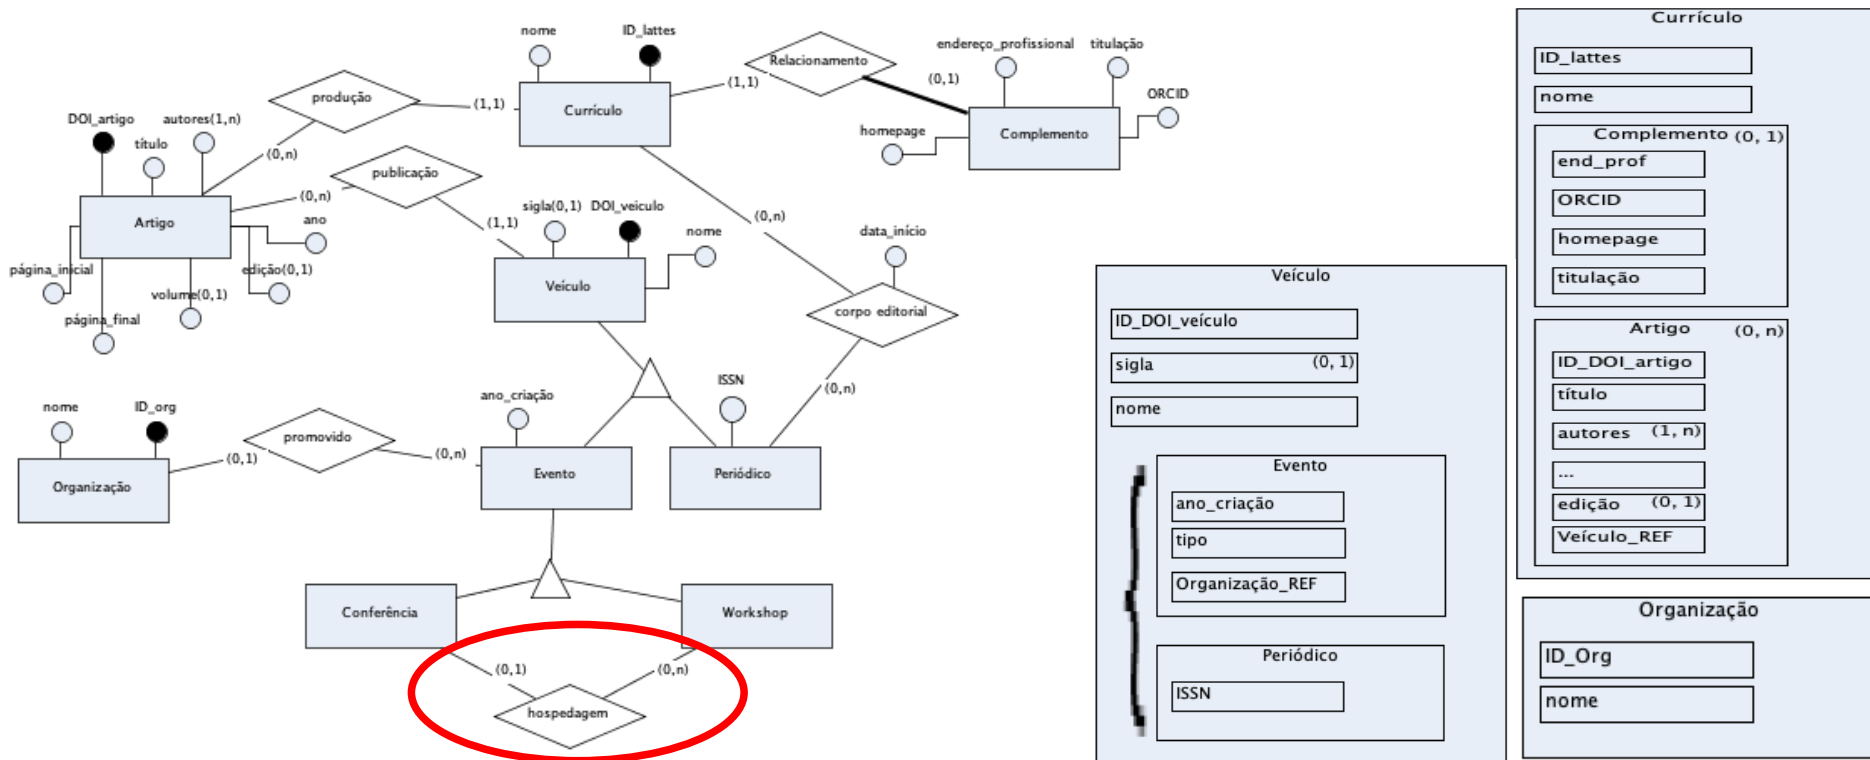 nome
ID_lattes
Relacionamento
endereço_profissional
titulação
(0,1)
ORCID
homepage
Complemento
(1,1)
Currículo
(1,1)
produção
(0,n)
DOI_artigo
autores(1,n)
título
publicação
(0,n)
(1,1)
Artigo
ano
página_inicial
edição(0,1)
volume(0,1)
página_final
sigla(0,1)
DOI_veiculo
nome
Veículo
(0,n)
data_início
corpo editorial
(0,n)
ISSN
nome
ID_org
promovido
ano_criação
(0,1)
(0,n)
Organização
Evento
Periódico
Conferência
Workshop
(0,1)
(0,n)
hospedagem
Veículo
ID_DOI_veículo
sigla (0, 1)
nome
Evento
ano_criação
tipo
Organização_REF
Periódico
ISSN
Currículo
ID_lattes
nome
Complemento (0, 1)
end_prof
ORCID
homepage
titulação
Artigo (0, n)
ID_DOI_artigo
título
autores (1, n)
...
edição (0, 1)
Veículo_REF
Organização
ID_Org
nome